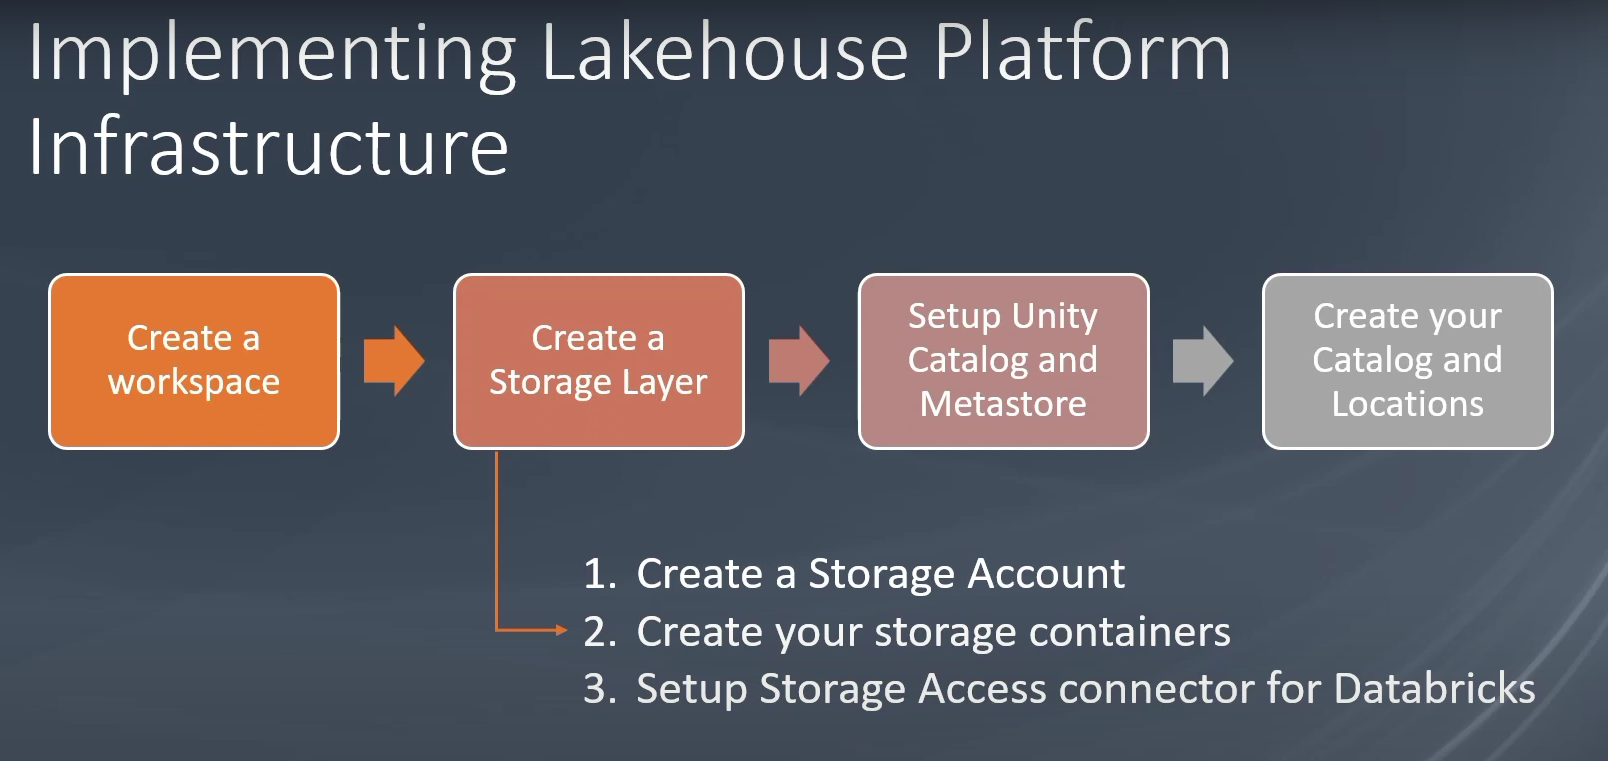 Implementing Lakehouse Platform
Infrastructure
Create a
workspace
Create a
Storage Layer
Setup Unity
Catalog and
Metastore
Create your
Catalog and
Locations
1. Create a Storage Account
2. Create your storage containers
3. Setup Storage Access connector for Databricks